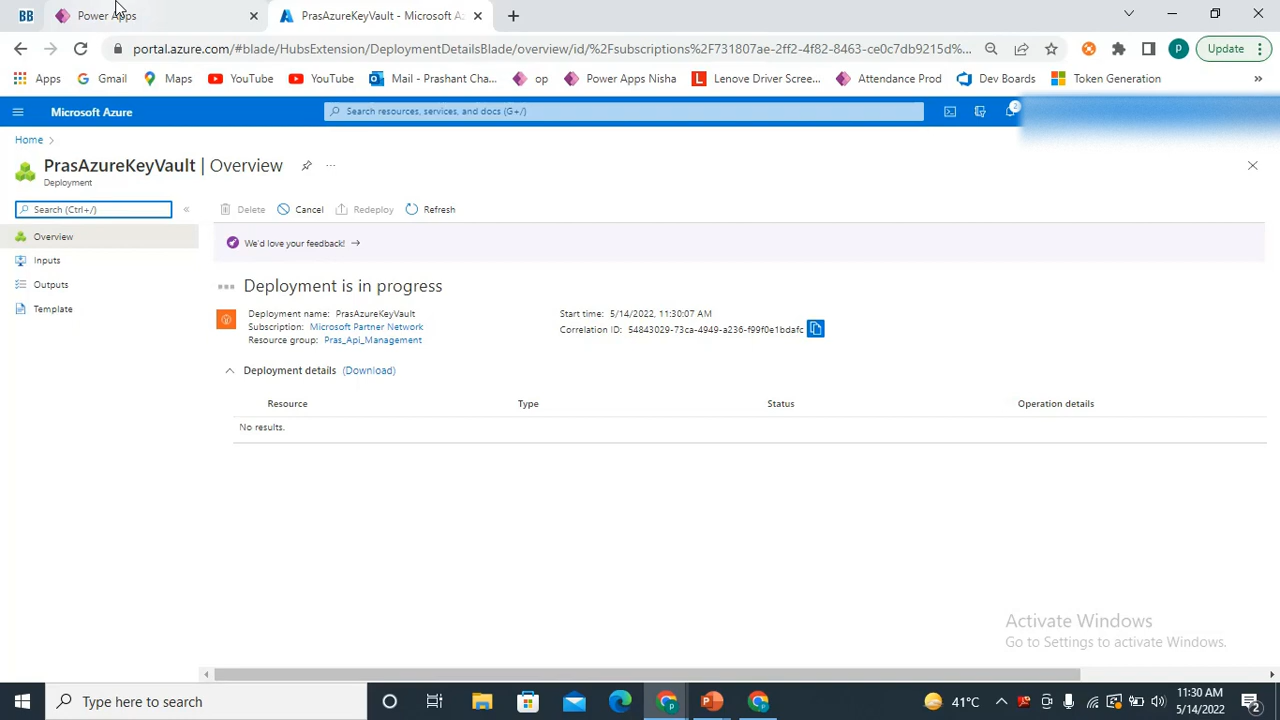 BB
Power Apps
PrasAzureKeyVault - Microsoft Az
portal.azure.com/#blade/HubsExtension/DeploymentDetailsBlade/overview/id/%2Fsubscriptions%2F731807ae-2ff2-4f82-8463-ce0c7db9215d%...
P
Update
Apps
Gmail
Maps
YouTube
YouTube
Mail - Prashant Cha...
op
Power Apps Nisha
Lenove Driver Scree...
Attendance Prod
Dev Boards
Token Generation
»
Microsoft Azure
Search resources, services, and docs (G+/)
2
Home
PrasAzureKeyVault | Overview
...
Deployment
Search (Ctrl+/)
«
Delete
Cancel
Redeploy
Refresh
Overview
Inputs
Outputs
Template
We'd love your feedback! →
Deployment is in progress
Deployment name: PrasAzureKeyVault
Subscription: Microsoft Partner Network
Resource group: Pras_Api_Management
Start time: 5/14/2022, 11:30:07 AM
Correlation ID: 54843029-73ca-4949-a236-f99f0e1bdafc
Deployment details (Download)
Resource Type Status Operation details
No results.
Activate Windows
Go to Settings to activate Windows.
Type here to search
41°C
11:30 AM
5/14/2022
2